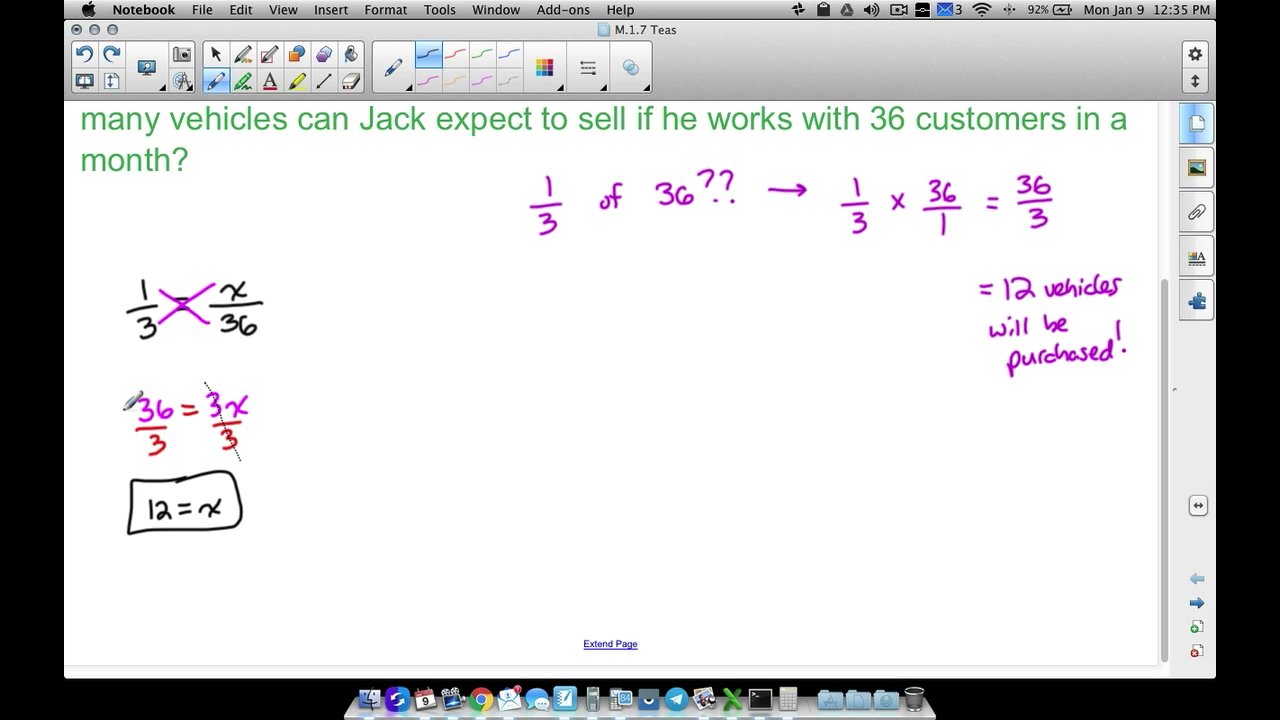 Notebook File Edit View Insert Format Tools Window Add-ons Help 3 92% Mon Jan 9 12:35 PM
M.1.7 Teas
many vehicles can Jack expect to sell if he works with 36 customers in a
month?
1/3 of 36?? → 1/3 x 36/1 = 36/3
= 12 vehicles
will be
purchased!
1/3 = x/36
36/3 = 3x/3
12 = x
Extend Page